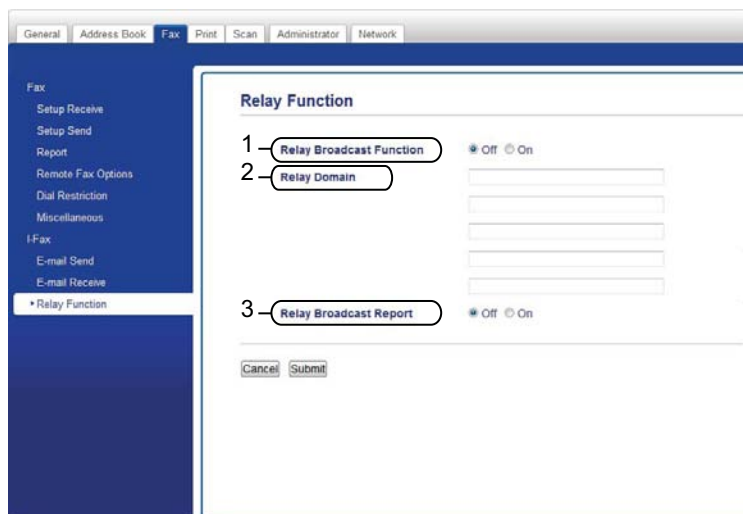 General Address Book Fax Print Scan Administrator Network
Fax
Setup Receive
Setup Send
Report
Remote Fax Options
Dial Restriction
Miscellaneous
I-Fax
E-mail Send
E-mail Receive
Relay Function
Relay Function
1 Relay Broadcast Function Off On
2 Relay Domain
3 Relay Broadcast Report Off On
Cancel Submit